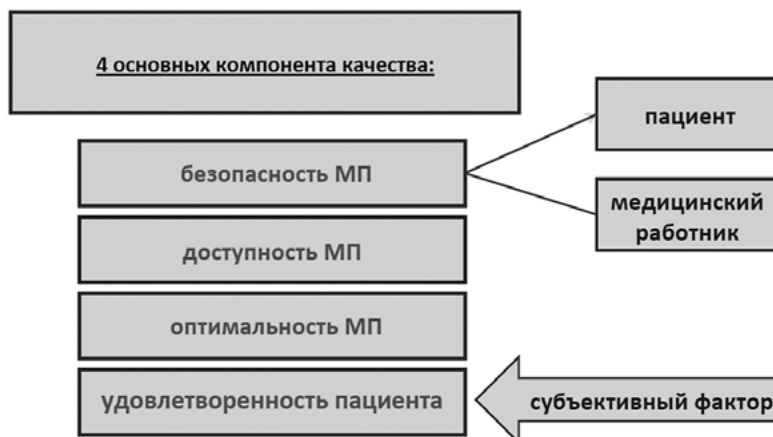 4 основных компонента качества:
пациент
безопасность МП
медицинский
работник
доступность МП
оптимальность МП
удовлетворенность пациента
субъективный фактор